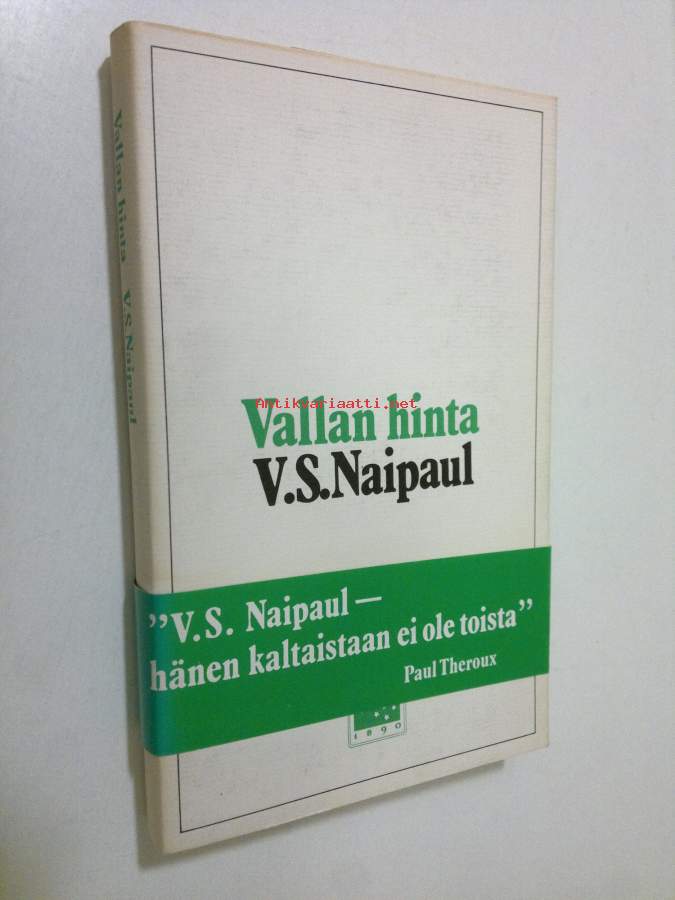 Vallan hinta V.S. Naipaul
Antikvariaatti.net
Vallan hinta
V.S.Naipaul
”V.S. Naipaul—
hänen kaltaistaan ei ole toista”
Paul Theroux
1890